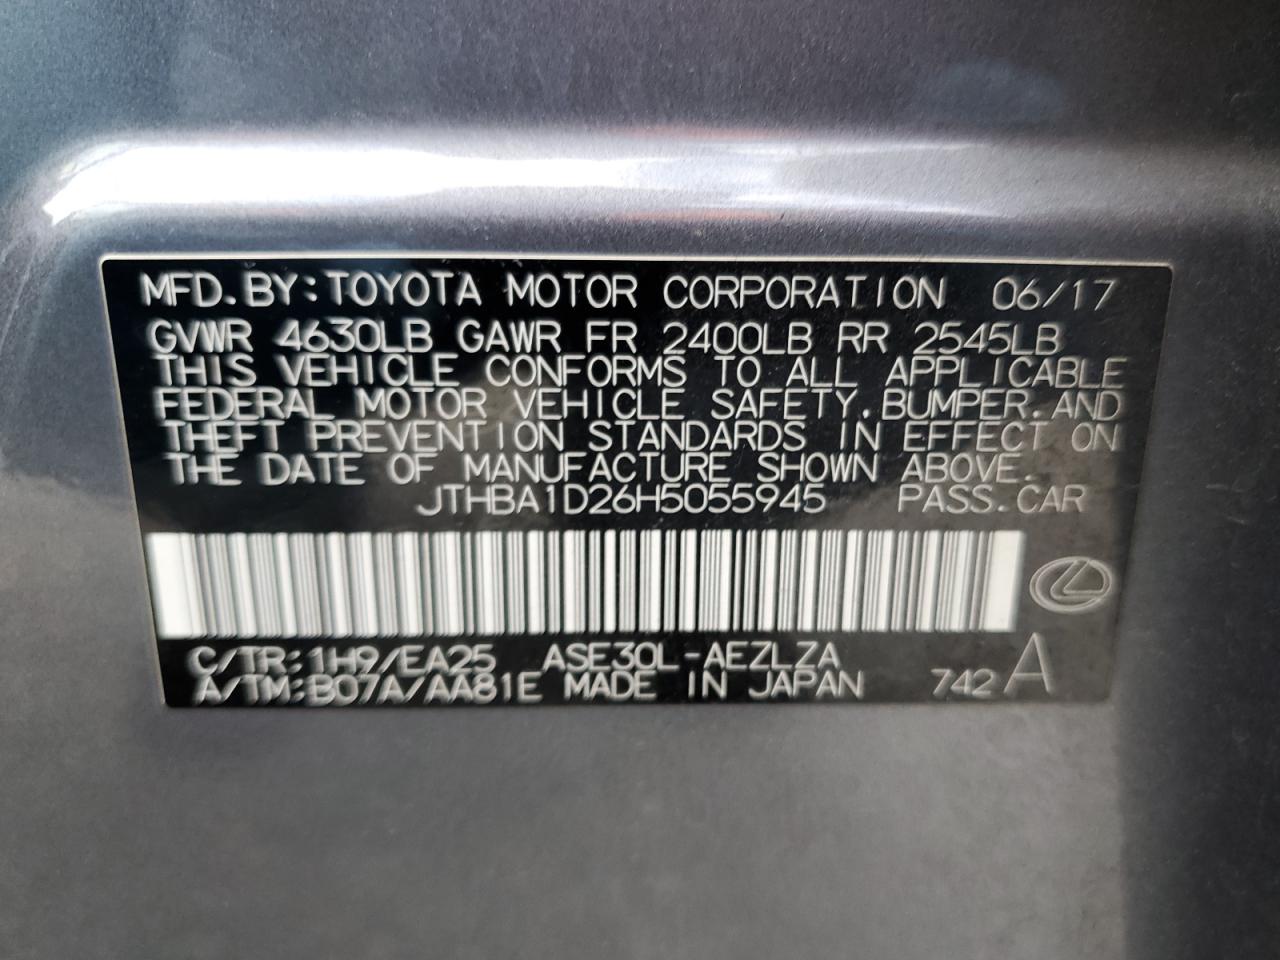 MFD. BY: TOYOTA MOTOR CORPORATION 06/17
GVWR 4630LB GAWR FR 2400LB RR 2545LB
THIS VEHICLE CONFORMS TO ALL APPLICABLE
FEDERAL MOTOR VEHICLE SAFETY, BUMPER, AND
THEFT PREVENTION STANDARDS IN EFFECT ON
THE DATE OF MANUFACTURE SHOWN ABOVE.
JTHBA1D26H5055945 PASS. CAR
C/TR: 1H9/EA25 ASE30L-AEZLZA
A/TM: B07A/AA81E MADE IN JAPAN 742 A